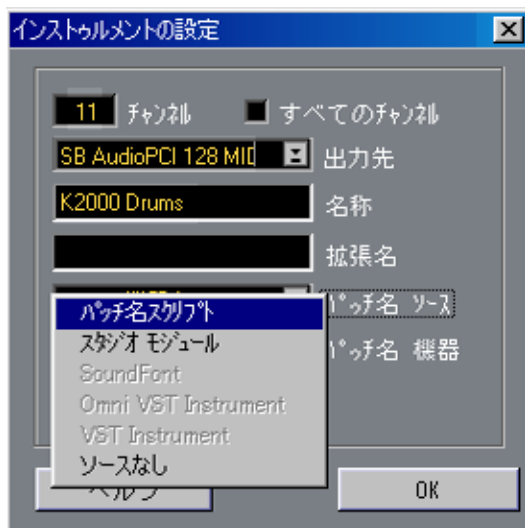 インストゥルメントの設定
11 ﾁｬﾝﾈﾙ すべてのﾁｬﾝﾈﾙ
SB AudioPCI 128 MID 出力先
K2000 Drums 名称
拡張名
ﾊﾟｯﾁ名 ｿｰｽ
ﾊﾟｯﾁ名ｽｸﾘﾌﾟﾄ
ｽﾀｼﾞｵ ﾓｼﾞｭｰﾙ
ﾊﾟｯﾁ名 機器
SoundFont
Omni VST Instrument
VST Instrument
ソースなし
ヘルプ OK